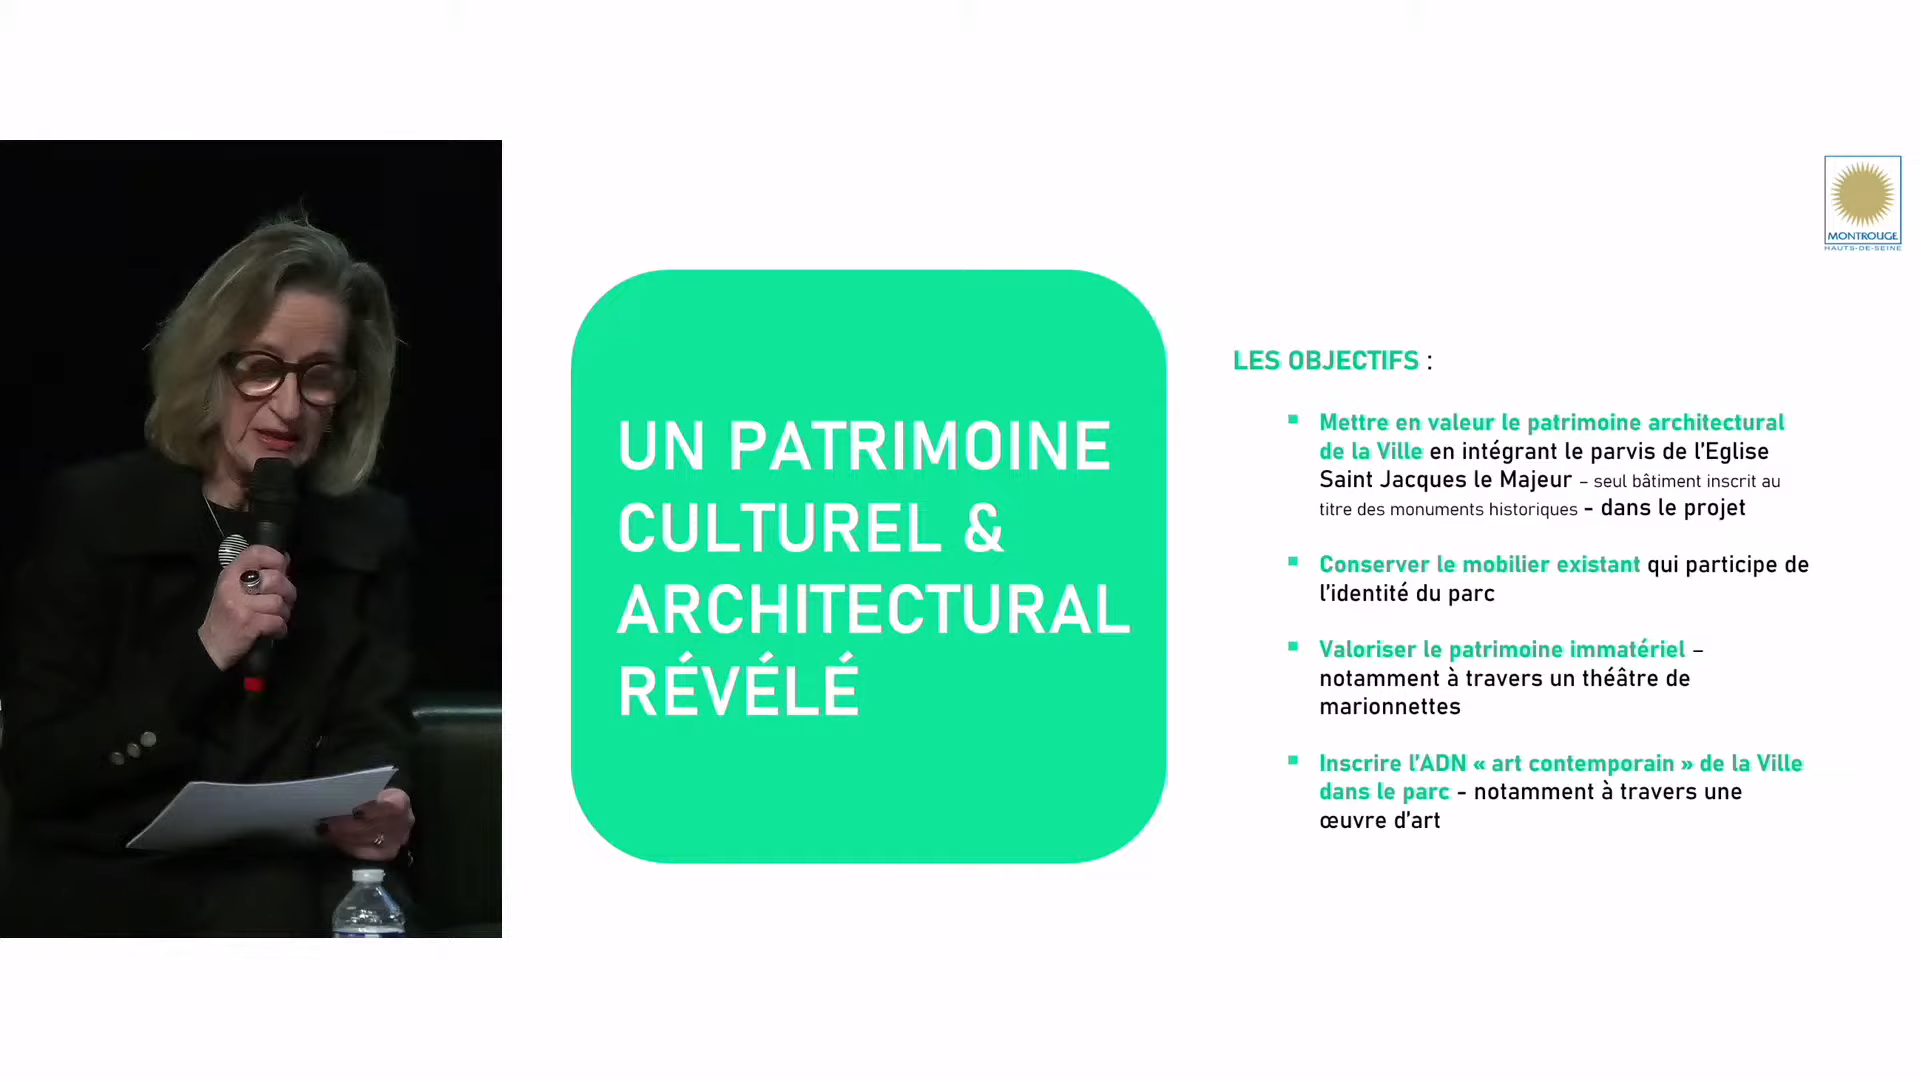 MONTROUGE
HAUTS-DE-SEINE
UN PATRIMOINE
CULTUREL &
ARCHITECTURAL
RÉVÉLÉ
LES OBJECTIFS :
▪ Mettre en valeur le patrimoine architectural
de la Ville en intégrant le parvis de l’Eglise
Saint Jacques le Majeur – seul bâtiment inscrit au
titre des monuments historiques - dans le projet
▪ Conserver le mobilier existant qui participe de
l’identité du parc
▪ Valoriser le patrimoine immatériel –
notamment à travers un théâtre de
marionnettes
▪ Inscrire l’ADN « art contemporain » de la Ville
dans le parc - notamment à travers une
œuvre d’art